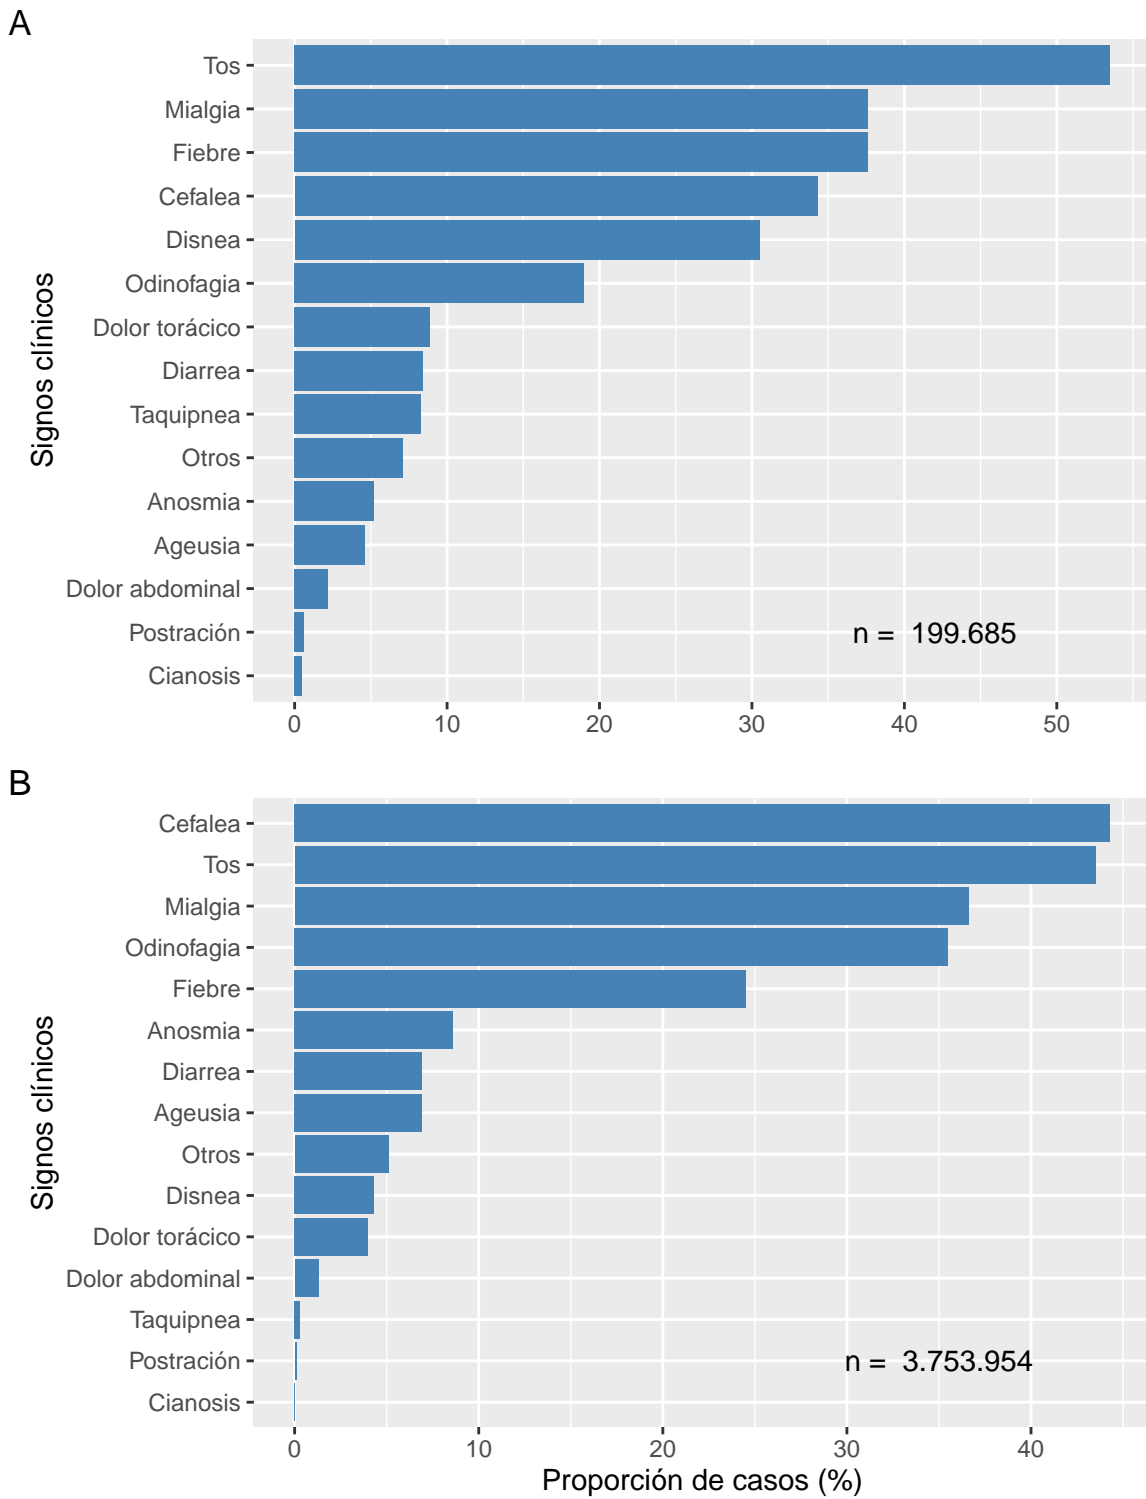 A
Signos clínicos
Tos
Mialgia
Fiebre
Cefalea
Disnea
Odinofagia
Dolor torácico
Diarrea
Taquipnea
Otros
Anosmia
Ageusia
Dolor abdominal
Postración
Cianosis
n = 199.685
0 10 20 30 40 50
B
Signos clínicos
Cefalea
Tos
Mialgia
Odinofagia
Fiebre
Anosmia
Diarrea
Ageusia
Otros
Disnea
Dolor torácico
Dolor abdominal
Taquipnea
Postración
Cianosis
n = 3.753.954
0 10 20 30 40
Proporción de casos (%)